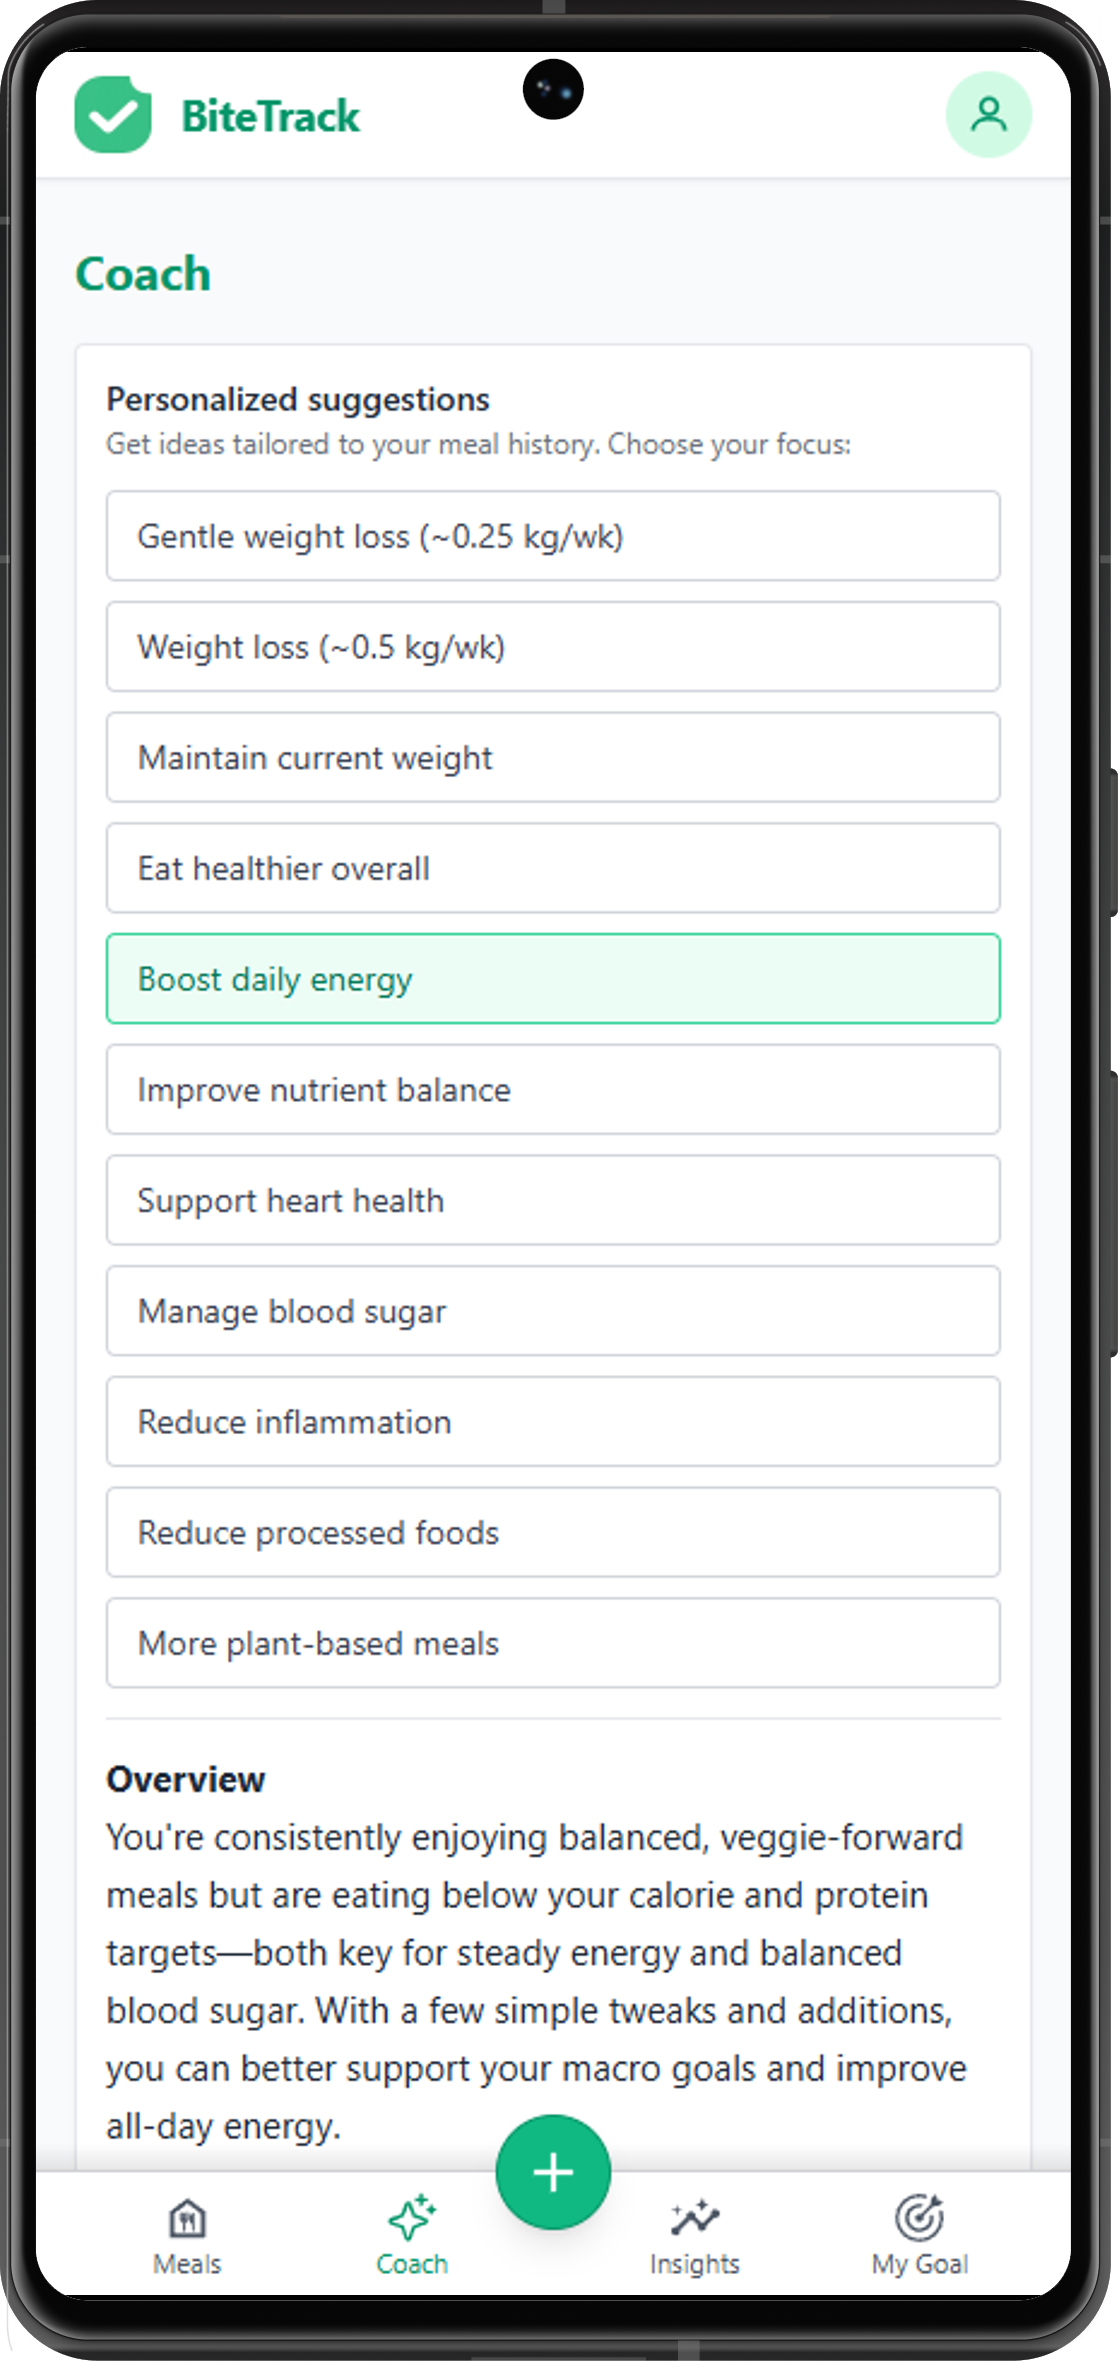 BiteTrack
Coach
Personalized suggestions
Get ideas tailored to your meal history. Choose your focus:
Gentle weight loss (~0.25 kg/wk)
Weight loss (~0.5 kg/wk)
Maintain current weight
Eat healthier overall
Boost daily energy
Improve nutrient balance
Support heart health
Manage blood sugar
Reduce inflammation
Reduce processed foods
More plant-based meals
Overview
You're consistently enjoying balanced, veggie-forward
meals but are eating below your calorie and protein
targets—both key for steady energy and balanced
blood sugar. With a few simple tweaks and additions,
you can better support your macro goals and improve
all-day energy.
Meals
Coach
Insights
My Goal